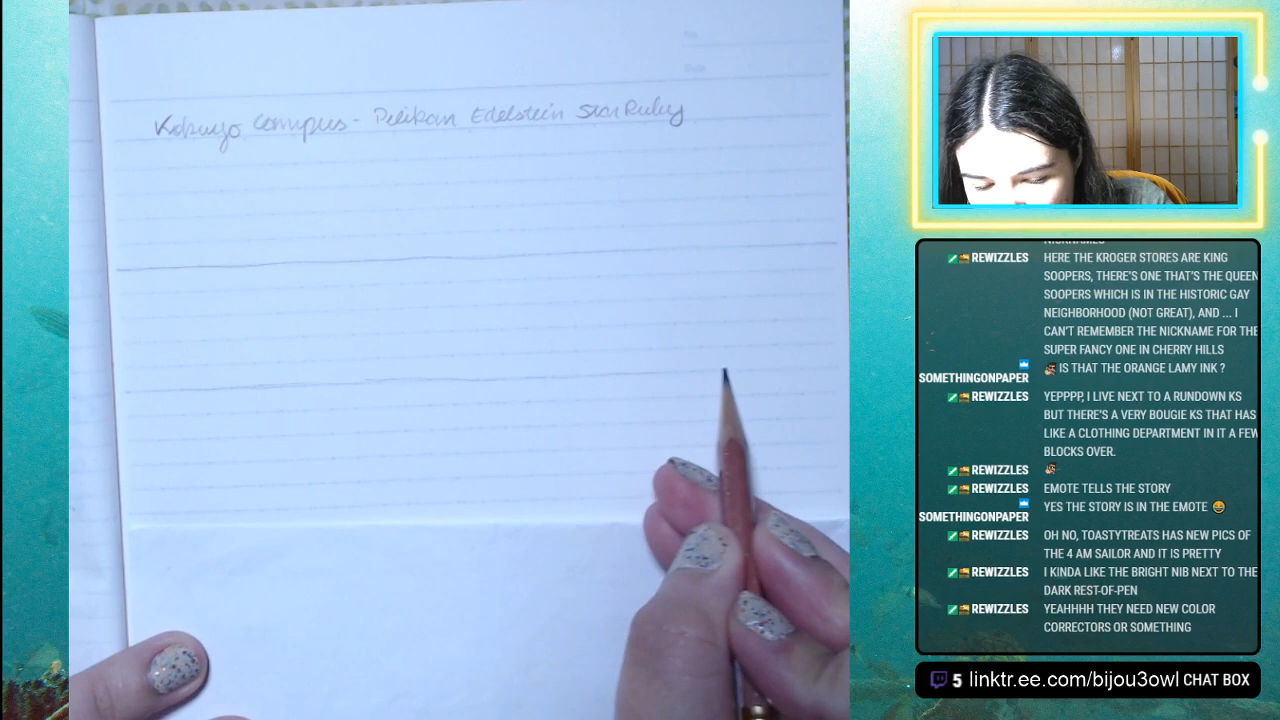 No.
Date
Kokuyo Campus - Pelikan Edelstein Star Ruby
NICKNAMES
REWIZZLES HERE THE KROGER STORES ARE KING
SOOPERS, THERE'S ONE THAT'S THE QUEEN
SOOPERS WHICH IS IN THE HISTORIC GAY
NEIGHBORHOOD (NOT GREAT), AND ... I
CAN'T REMEMBER THE NICKNAME FOR THE
SUPER FANCY ONE IN CHERRY HILLS
SOMETHINGONPAPER IS THAT THE ORANGE LAMY INK ?
REWIZZLES YEPPPP, I LIVE NEXT TO A RUNDOWN KS
BUT THERE'S A VERY BOUGIE KS THAT HAS
LIKE A CLOTHING DEPARTMENT IN IT A FEW
BLOCKS OVER.
REWIZZLES
REWIZZLES EMOTE TELLS THE STORY
SOMETHINGONPAPER YES THE STORY IS IN THE EMOTE 😅
REWIZZLES OH NO, TOASTYTREATS HAS NEW PICS OF
THE 4 AM SAILOR AND IT IS PRETTY
REWIZZLES I KINDA LIKE THE BRIGHT NIB NEXT TO THE
DARK REST-OF-PEN
REWIZZLES YEAHHHH THEY NEED NEW COLOR
CORRECTORS OR SOMETHING
5 linktr.ee.com/bijou3owl CHAT BOX